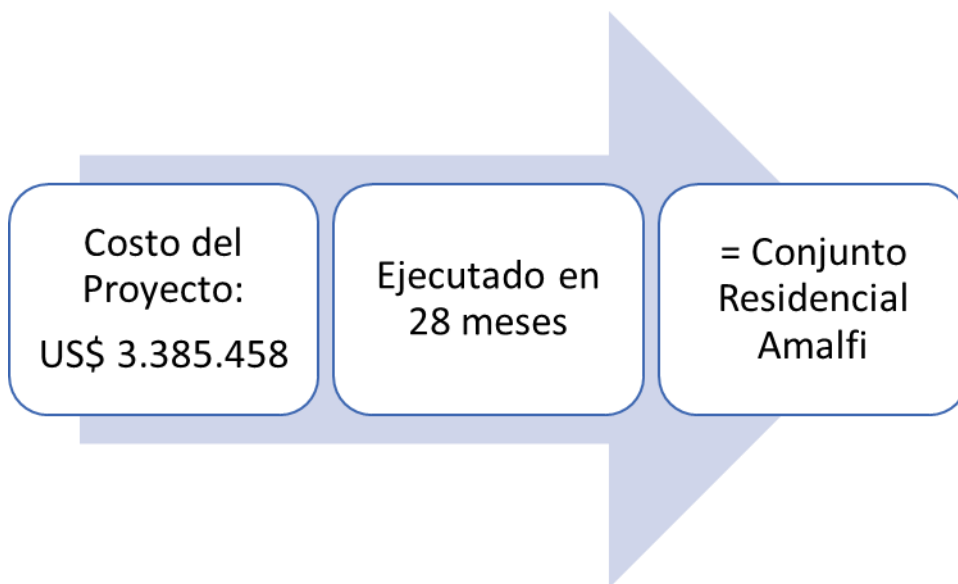 Costo del
Proyecto:
US$ 3.385.458
Ejecutado en
28 meses
= Conjunto
Residencial
Amalfi